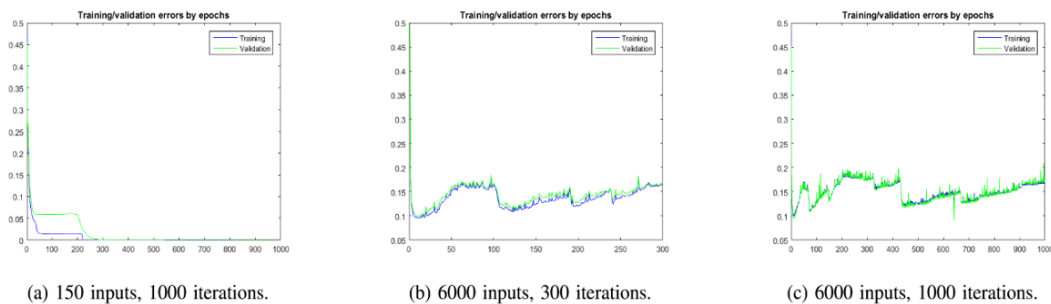 Training/validation errors by epochs
Training
Validation
0.5
0.45
0.4
0.35
0.3
0.25
0.2
0.15
0.1
0.05
0
0 100 200 300 400 500 600 700 800 900 1000
(a) 150 inputs, 1000 iterations.
Training/validation errors by epochs
Training
Validation
0.5
0.45
0.4
0.35
0.3
0.25
0.2
0.15
0.1
0.05
0 50 100 150 200 250 300
(b) 6000 inputs, 300 iterations.
Training/validation errors by epochs
Training
Validation
0.5
0.45
0.4
0.35
0.3
0.25
0.2
0.15
0.1
0.05
0 100 200 300 400 500 600 700 800 900 1000
(c) 6000 inputs, 1000 iterations.